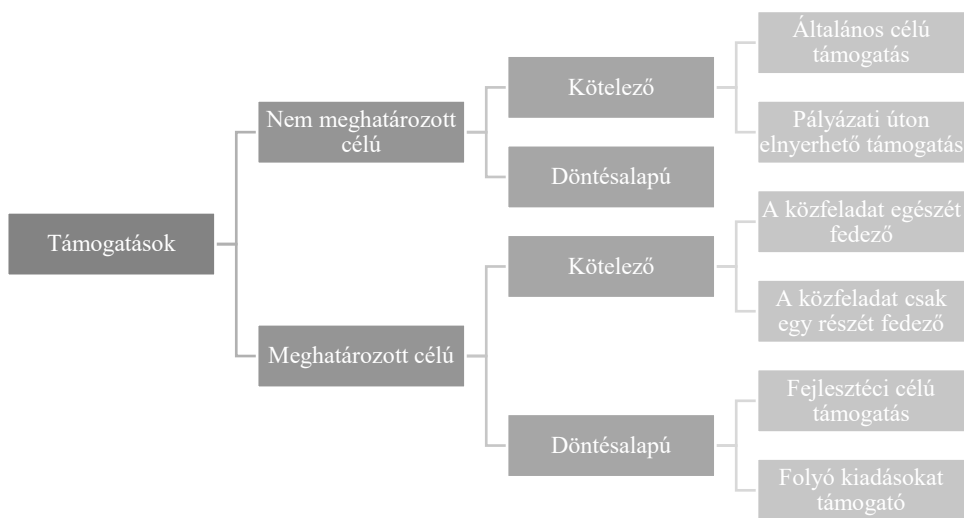 Támogatások
Nem meghatározott
célú
Kötelező
Általános célú
támogatás
Pályázati úton
elnyerhető támogatás
Döntésalapú
Meghatározott célú
Kötelező
A közfeladat egészét
fedező
A közfeladat csak
egy részét fedező
Döntésalapú
Fejlesztéci célú
támogatás
Folyó kiadásokat
támogató